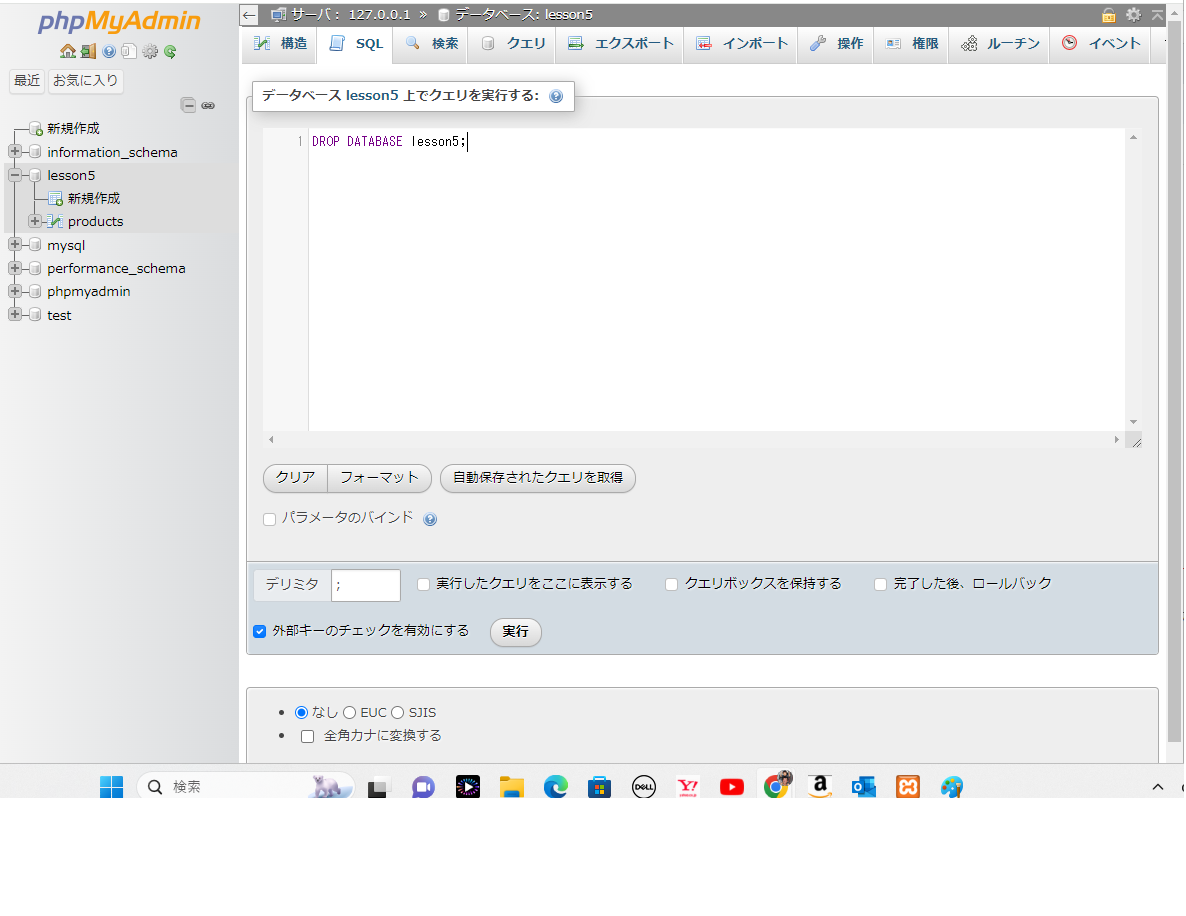 phpMyAdmin
最近 お気に入り
新規作成
information_schema
lesson5
新規作成
products
mysql
performance_schema
phpmyadmin
test
サーバ: 127.0.0.1 » データベース: lesson5
構造 SQL 検索 クエリ エクスポート インポート 操作 権限 ルーチン イベント
データベース lesson5 上でクエリを実行する:
1 DROP DATABASE lesson5;
クリア フォーマット 自動保存されたクエリを取得
パラメータのバインド
デリミタ ; 実行したクエリをここに表示する クエリボックスを保持する 完了した後、ロールバック
外部キーのチェックを有効にする 実行
なし EUC SJIS
全角カナに変換する
検索 DELL Y! a